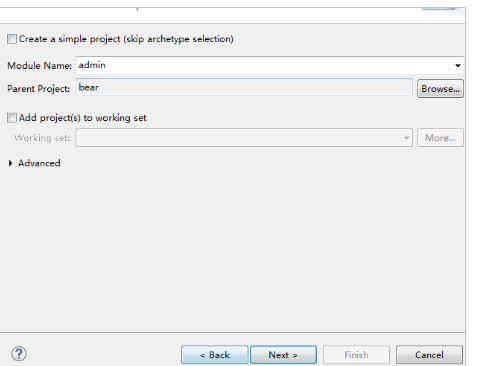 Create a simple project (skip archetype selection)
Module Name: admin
Parent Project: bear Browse...
Add project(s) to working set
Working set: More...
Advanced
? < Back Next > Finish Cancel